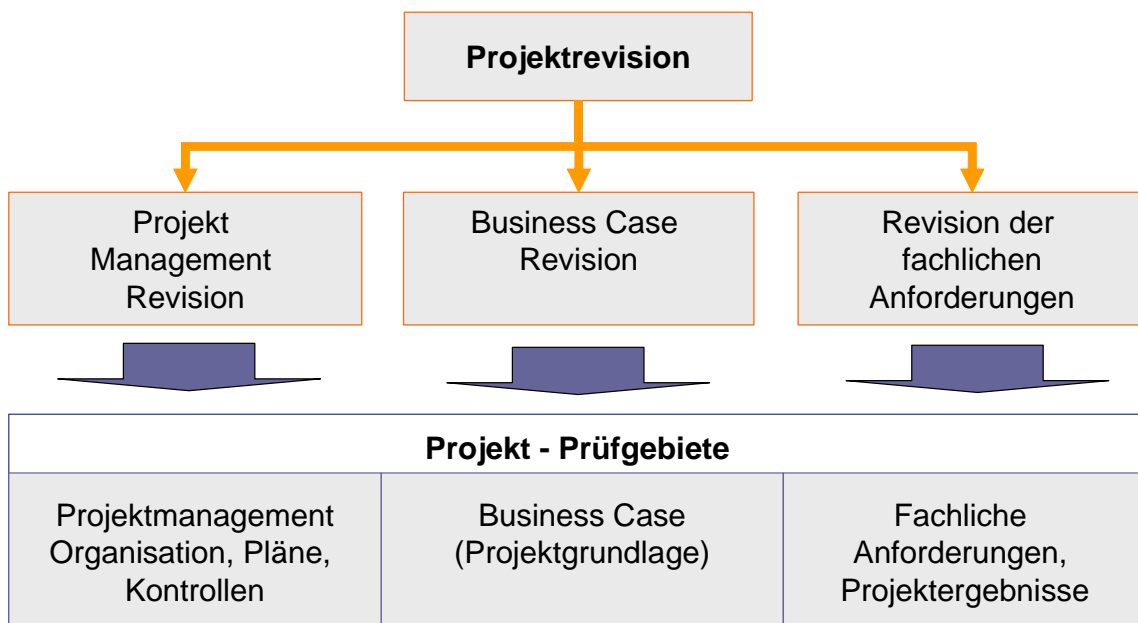 Projektrevision
Projekt
Management
Revision
Business Case
Revision
Revision der
fachlichen
Anforderungen
Projekt - Prüfgebiete
Projektmanagement
Organisation, Pläne,
Kontrollen
Business Case
(Projektgrundlage)
Fachliche
Anforderungen,
Projektergebnisse